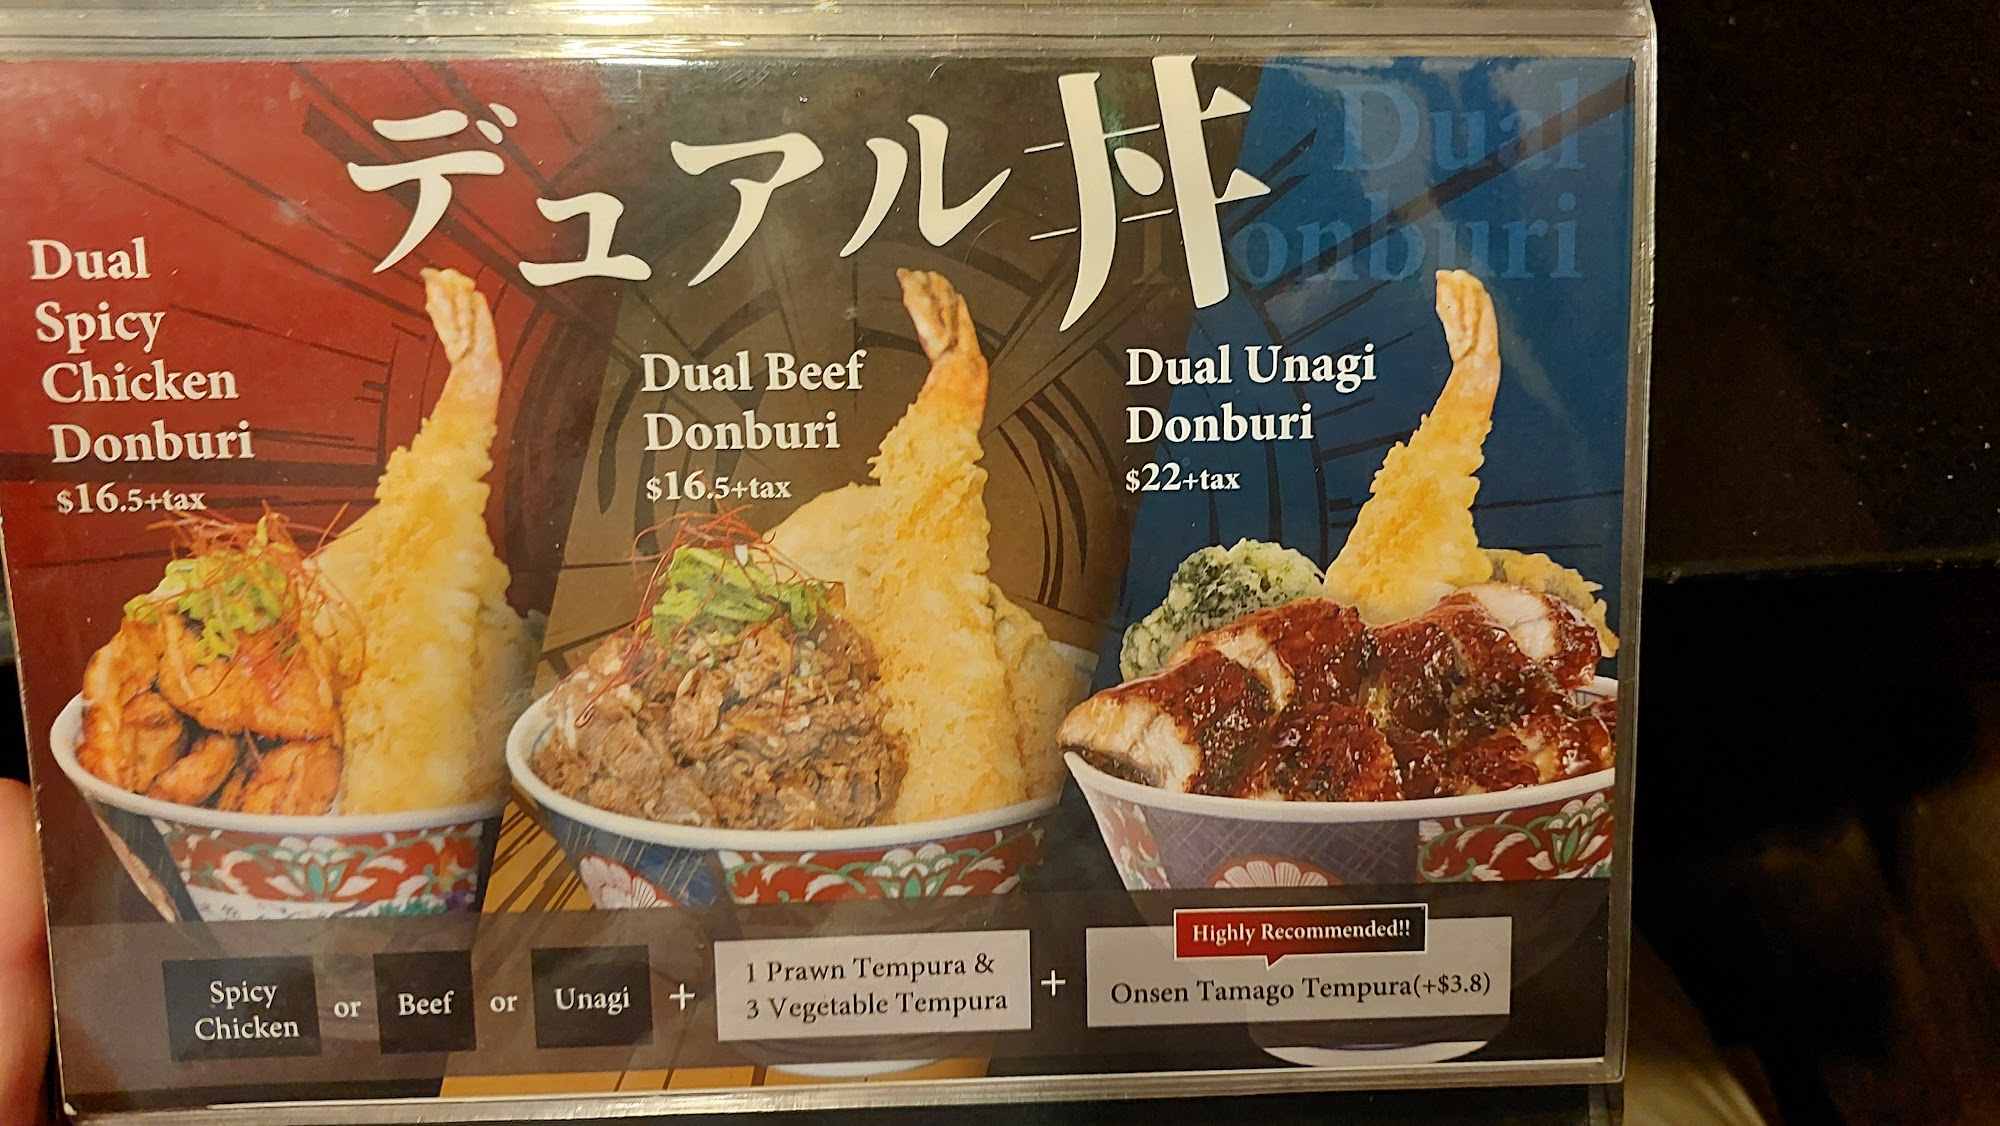 デュアル丼
Dual
Donburi
Dual
Spicy
Chicken
Donburi
$16.5+tax
Dual Beef
Donburi
$16.5+tax
Dual Unagi
Donburi
$22+tax
Spicy
Chicken
or
Beef
or
Unagi
+
1 Prawn Tempura &
3 Vegetable Tempura
+
Highly Recommended!!
Onsen Tamago Tempura(+$3.8)